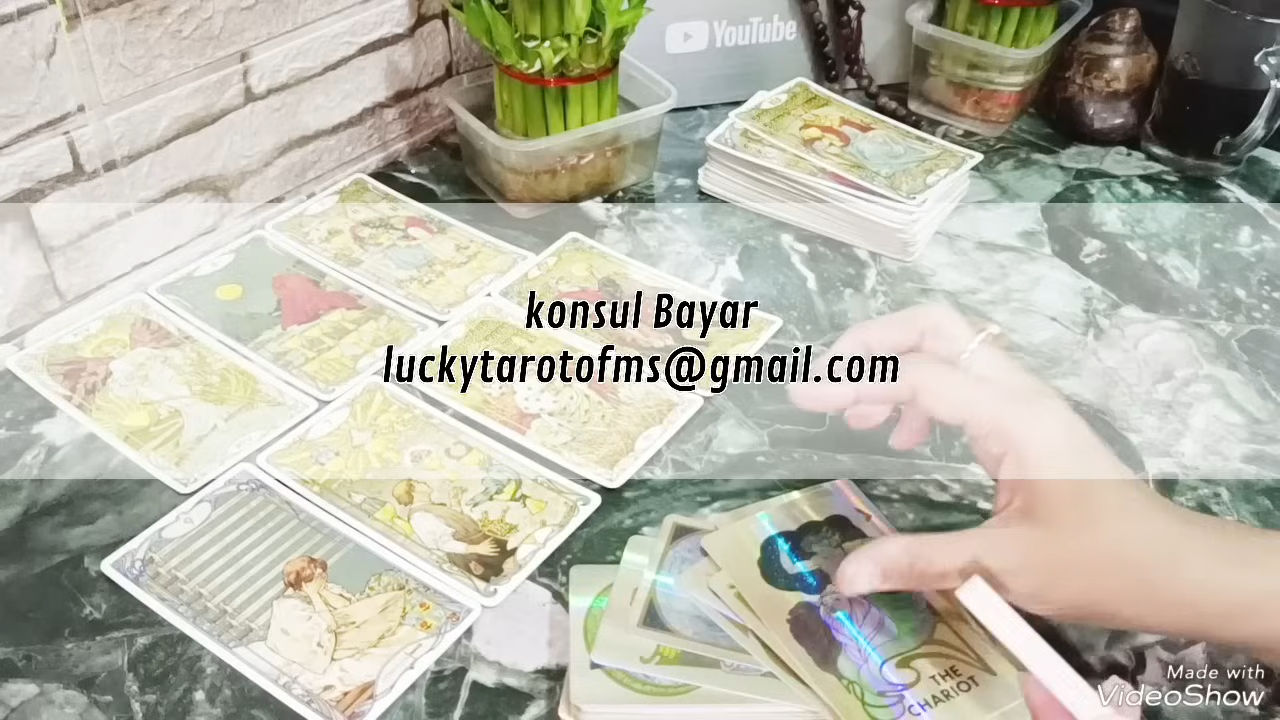 YouTube
konsul Bayar
luckytarotofms@gmail.com
THE
CHARIOT
Made with
VideoShow